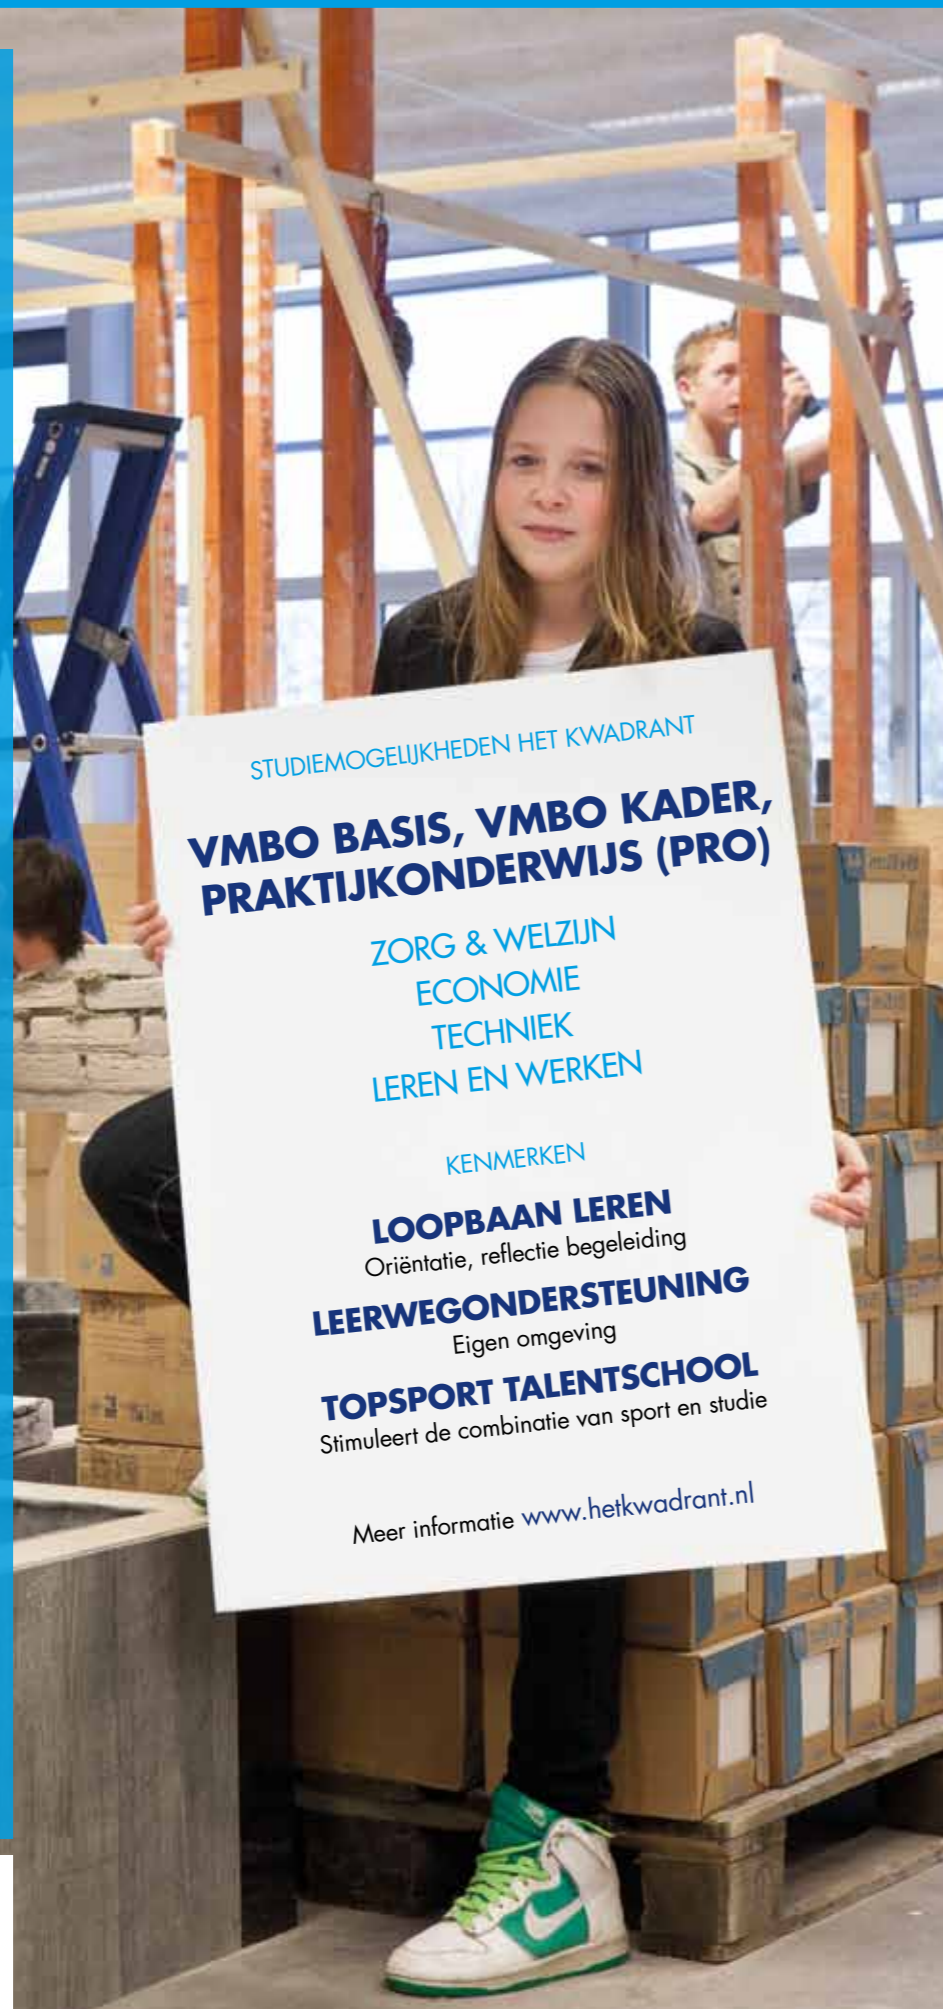 STUDIEMOGELIJKHEDEN HET KWADRANT
VMBO BASIS, VMBO KADER,
PRAKTIJKONDERWIJS (PRO)
ZORG & WELZIJN
ECONOMIE
TECHNIEK
LEREN EN WERKEN
KENMERKEN
LOOPBAAN LEREN
Oriëntatie, reflectie begeleiding
LEERWEGONDERSTEUNING
Eigen omgeving
TOPSPORT TALENTSCHOOL
Stimuleert de combinatie van sport en studie
Meer informatie www.hetkwadrant.nl